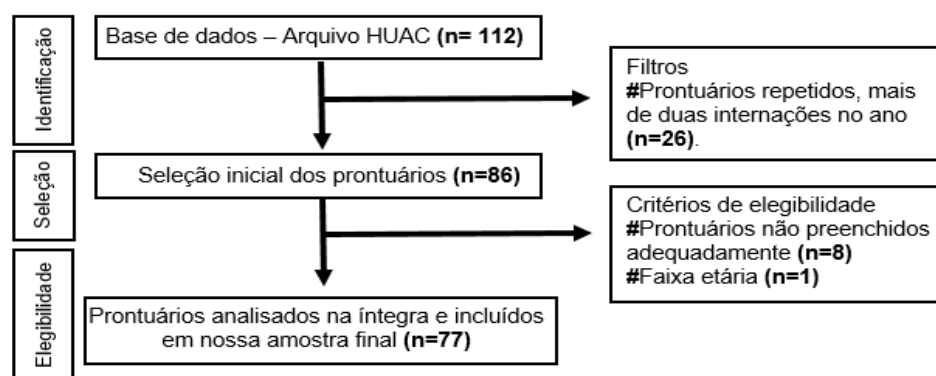 Identificação
Base de dados – Arquivo HUAC (n= 112)
Filtros
#Prontuários repetidos, mais
de duas internações no ano
(n=26).
Seleção
Seleção inicial dos prontuários (n=86)
Critérios de elegibilidade
#Prontuários não preenchidos
adequadamente (n=8)
#Faixa etária (n=1)
Elegibilidade
Prontuários analisados na íntegra e incluídos
em nossa amostra final (n=77)